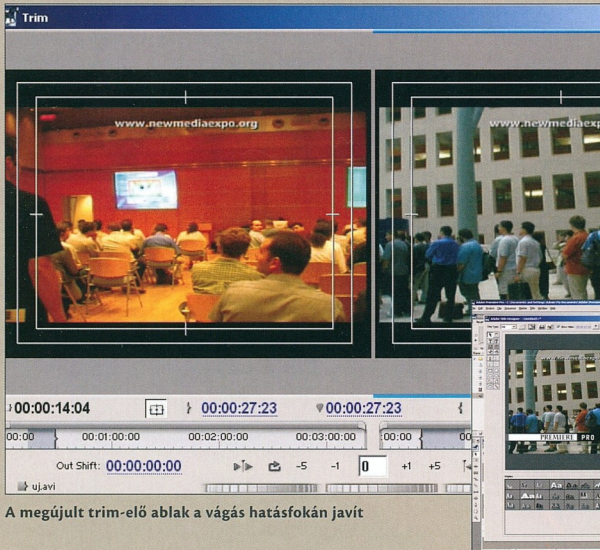 Trim
www.newmediaexpo.org
www.newmediaexp
00:00:14:04
00:00:27:23
00:00:27:23
00:00 00:01:00:00 00:02:00:00 00:03:00:00 :00:00 00
Out Shift: 00:00:00:00 -5 -1 0 +1 +5
uj.avi
PREMIERE PRO
A megújult trim-elő ablak a vágás hatásfokán javít